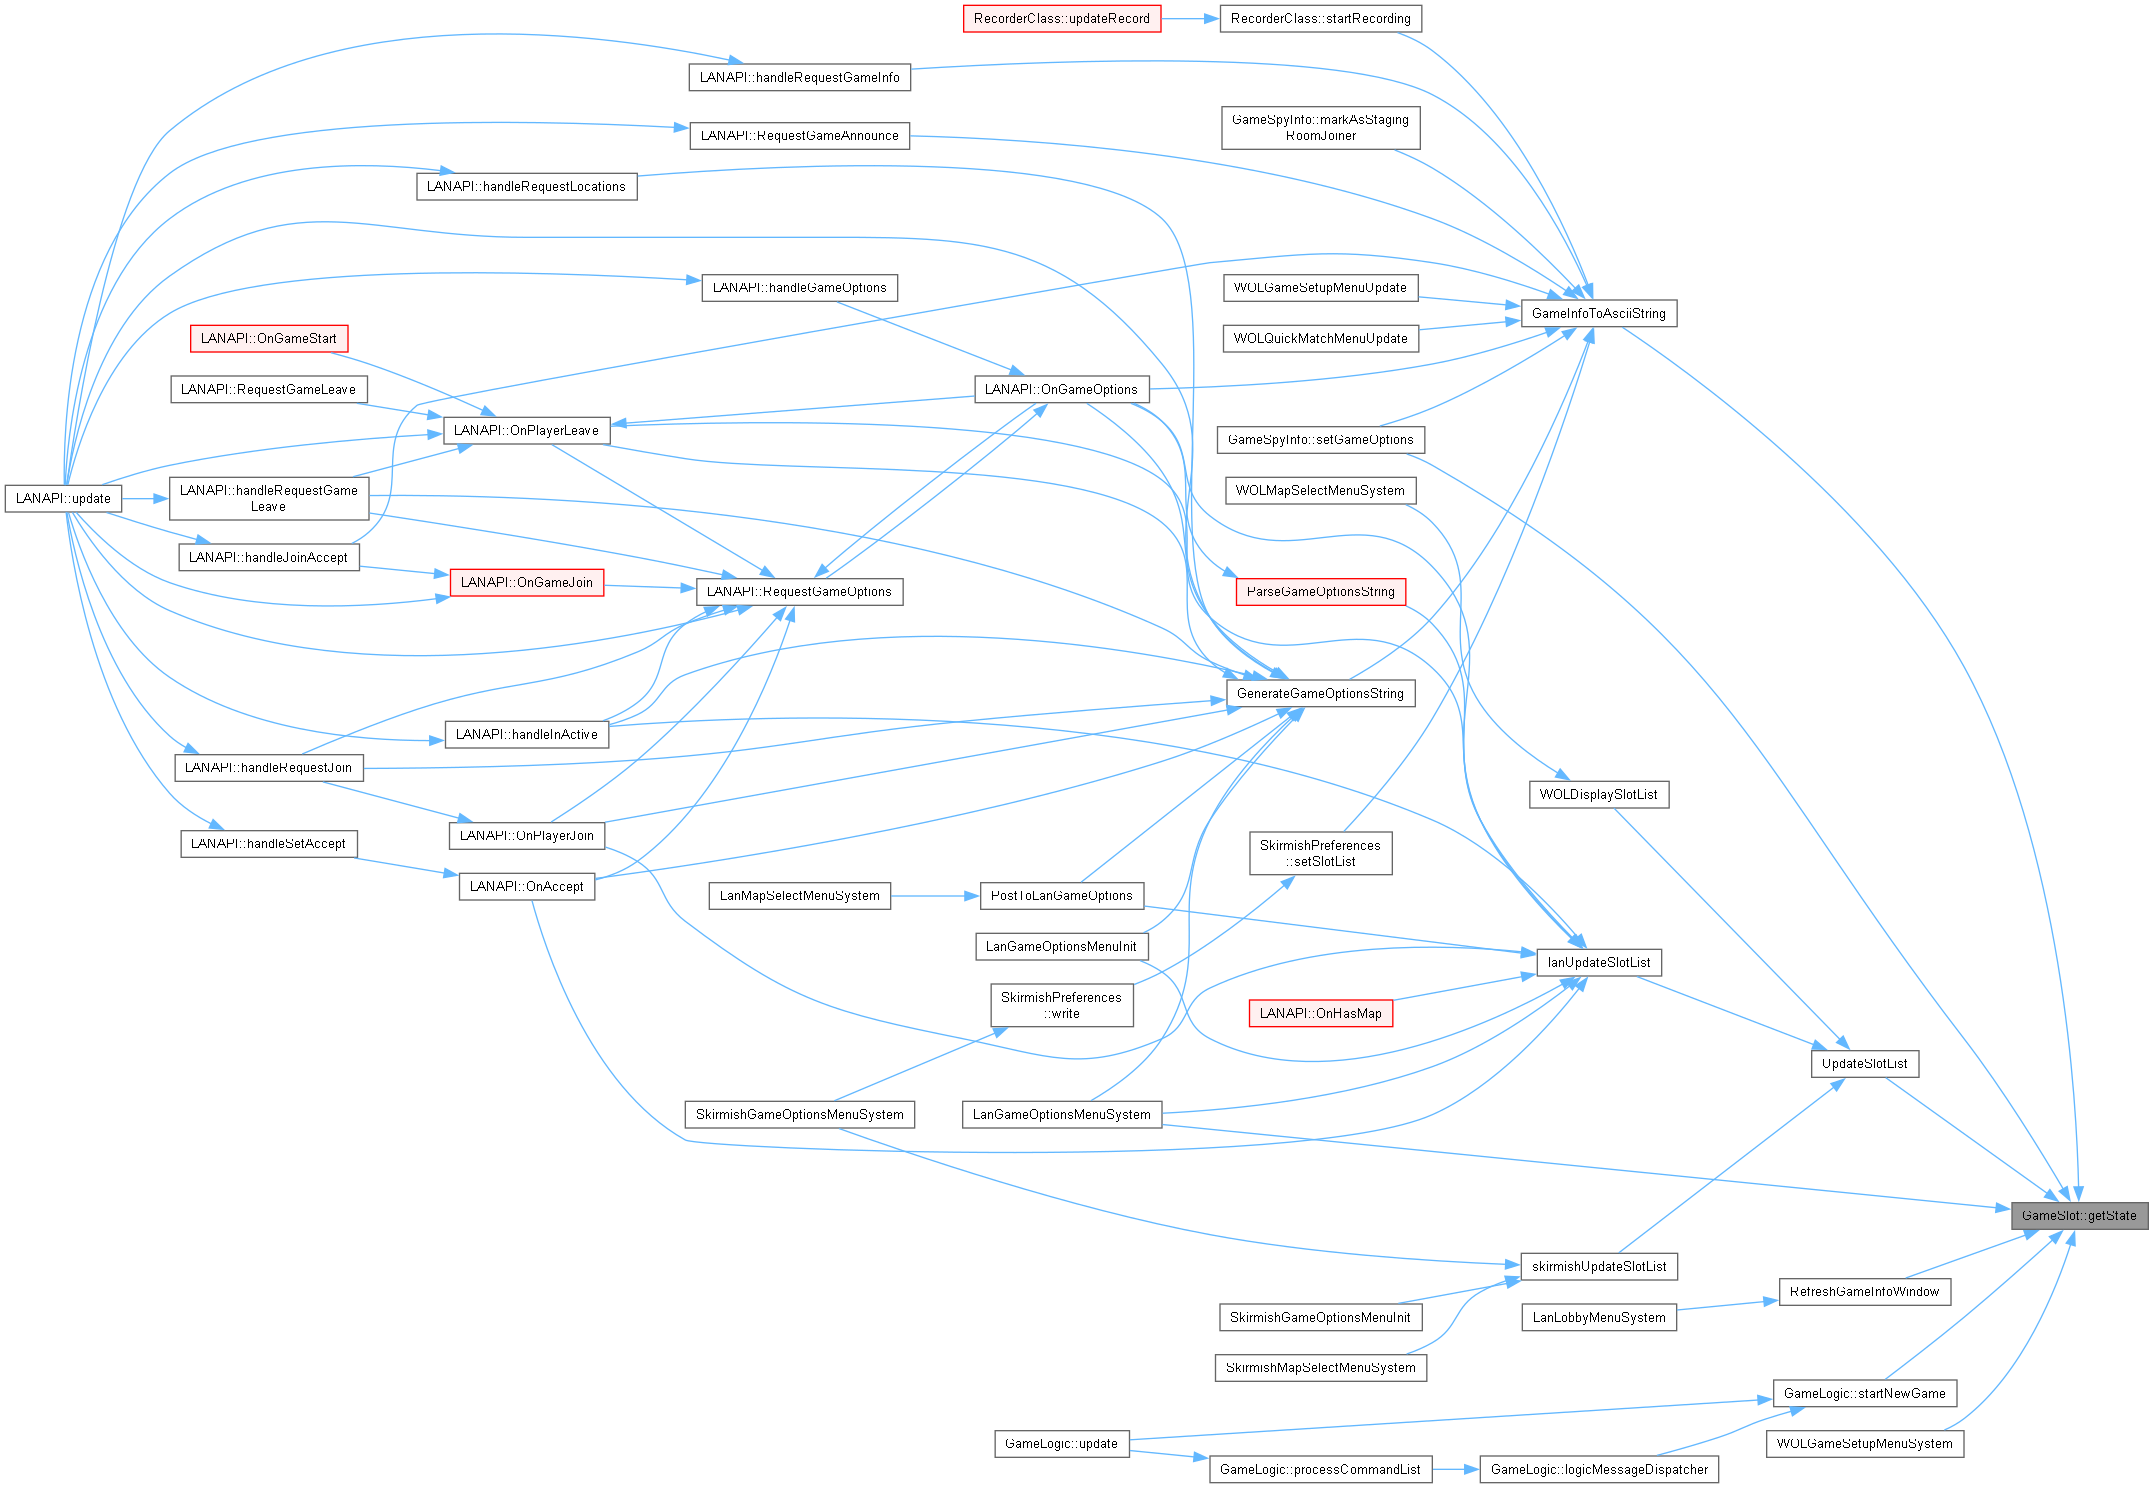 RecorderClass::updateRecord
RecorderClass::startRecording
LANAPI::handleRequestGameInfo
GameSpyInfo::markAsStaging
RoomJoiner
LANAPI::RequestGameAnnounce
LANAPI::handleRequestLocations
LANAPI::handleGameOptions
WOLGameSetupMenuUpdate
GameInfoToAsciiString
LANAPI::OnGameStart
WOLQuickMatchMenuUpdate
LANAPI::RequestGameLeave
LANAPI::OnGameOptions
LANAPI::OnPlayerLeave
GameSpyInfo::setGameOptions
LANAPI::update
LANAPI::handleRequestGame
Leave
WOLMapSelectMenuSystem
LANAPI::handleJoinAccept
LANAPI::OnGameJoin
LANAPI::RequestGameOptions
ParseGameOptionsString
GenerateGameOptionsString
LANAPI::handleInActive
LANAPI::handleRequestJoin
WOLDisplaySlotList
LANAPI::OnPlayerJoin
LANAPI::handleSetAccept
SkirmishPreferences
::setSlotList
LANAPI::OnAccept
LanMapSelectMenuSystem
PostToLanGameOptions
LanGameOptionsMenuInit
lanUpdateSlotList
SkirmishPreferences
::write
LANAPI::OnHasMap
UpdateSlotList
SkirmishGameOptionsMenuSystem
LanGameOptionsMenuSystem
GameSlot::getState
skirmishUpdateSlotList
RefreshGameInfoWindow
SkirmishGameOptionsMenuInit
LanLobbyMenuSystem
SkirmishMapSelectMenuSystem
GameLogic::startNewGame
GameLogic::update
WOLGameSetupMenuSystem
GameLogic::processCommandList
GameLogic::logicMessageDispatcher